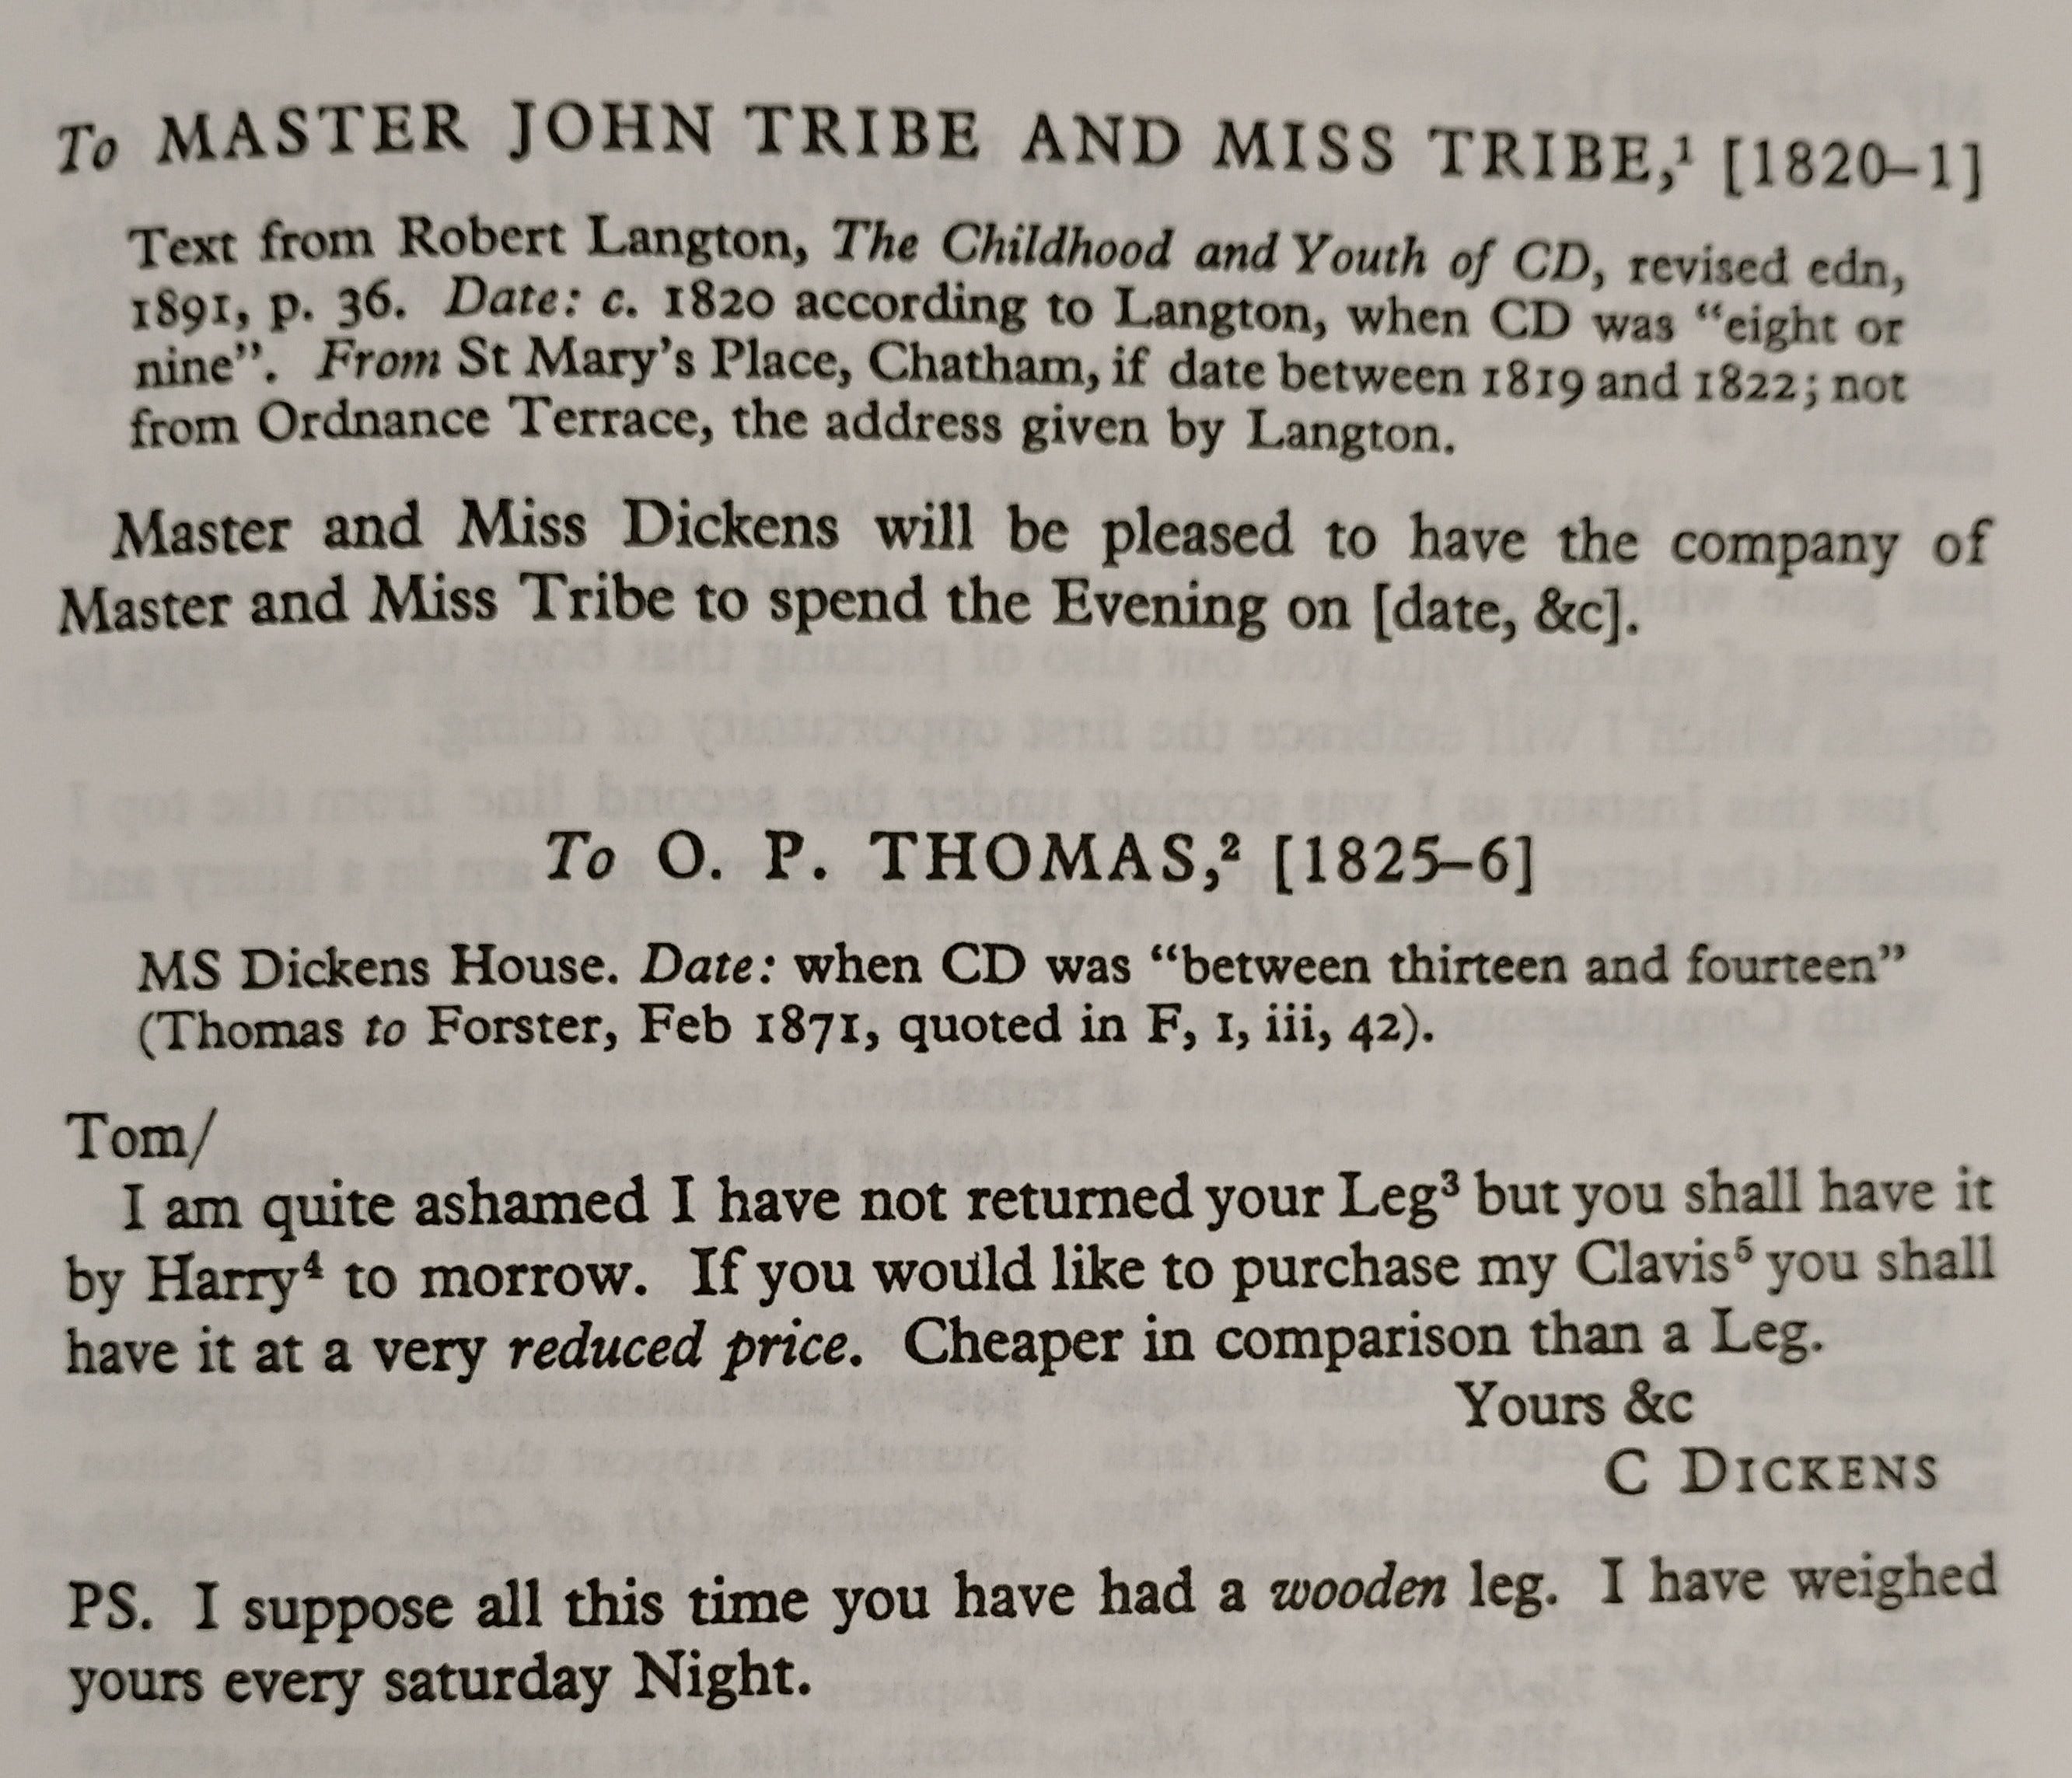 To MASTER JOHN TRIBE AND MISS TRIBE,¹ [1820–1]
Text from Robert Langton, The Childhood and Youth of CD, revised edn,
1891, p. 36. Date: c. 1820 according to Langton, when CD was “eight or
nine”. From St Mary’s Place, Chatham, if date between 1819 and 1822; not
from Ordnance Terrace, the address given by Langton.
Master and Miss Dickens will be pleased to have the company of
Master and Miss Tribe to spend the Evening on [date, &c].
To O. P. THOMAS,² [1825–6]
MS Dickens House. Date: when CD was “between thirteen and fourteen”
(Thomas to Forster, Feb 1871, quoted in F, I, iii, 42).
Tom/
I am quite ashamed I have not returned your Leg³ but you shall have it
by Harry⁴ to morrow. If you would like to purchase my Clavis⁵ you shall
have it at a very reduced price. Cheaper in comparison than a Leg.
Yours &c
C DICKENS
PS. I suppose all this time you have had a wooden leg. I have weighed
yours every saturday Night.